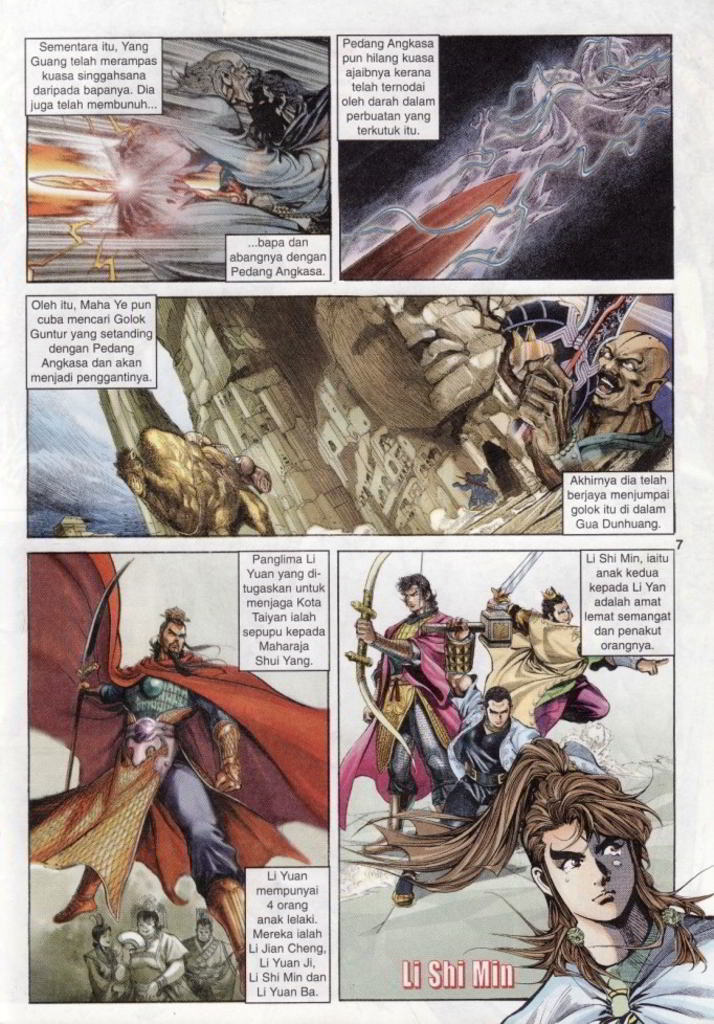 Sementara itu, Yang
Guang telah merampas
kuasa singgahsana
daripada bapanya. Dia
juga telah membunuh...
...bapa dan
abangnya dengan
Pedang Angkasa.
Pedang Angkasa
pun hilang kuasa
ajaibnya kerana
telah ternodai
oleh darah dalam
perbuatan yang
terkutuk itu.
Oleh itu, Maha Ye pun
cuba mencari Golok
Guntur yang setanding
dengan Pedang
Angkasa dan akan
menjadi penggantinya.
Akhirnya dia telah
berjaya menjumpai
golok itu di dalam
Gua Dunhuang.
7
Panglima Li
Yuan yang di-
tugaskan untuk
menjaga Kota
Taiyan ialah
sepupu kepada
Maharaja
Shui Yang.
Li Yuan
mempunyai
4 orang
anak lelaki.
Mereka ialah
Li Jian Cheng,
Li Yuan Ji,
Li Shi Min dan
Li Yuan Ba.
Li Shi Min, iaitu
anak kedua
kepada Li Yan
adalah amat
lemat semangat
dan penakut
orangnya.
Li Shi Min